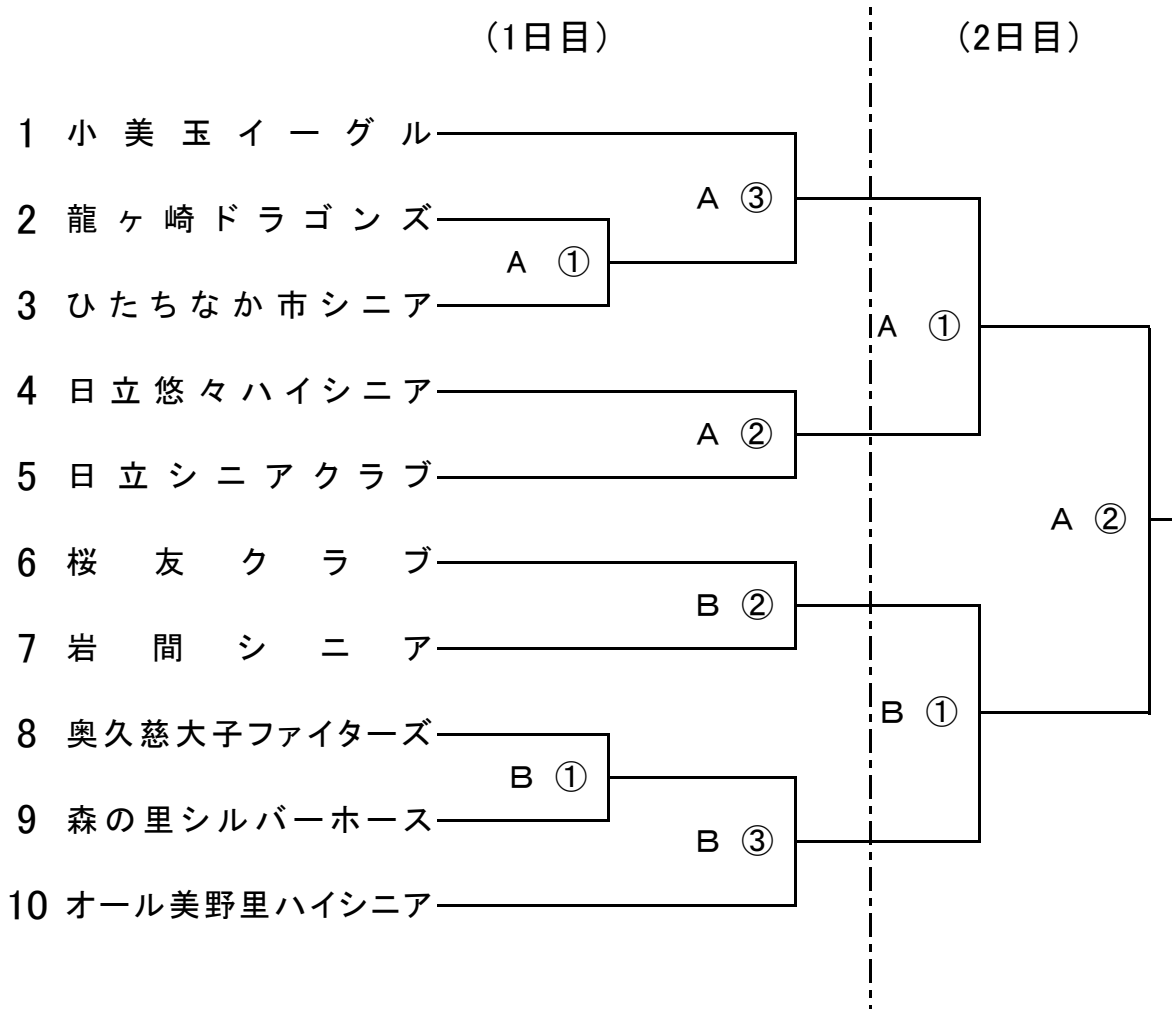 （1日目） （2日目）
1 小美玉イーグル
A ③
2 龍ヶ崎ドラゴンズ
A ①
3 ひたちなか市シニア
A ①
4 日立悠々ハイシニア
A ②
5 日立シニアクラブ
A ②
6 桜友クラブ
B ②
7 岩間シニア
B ①
8 奥久慈大子ファイターズ
B ①
9 森の里シルバーホース
B ③
10 オール美野里ハイシニア